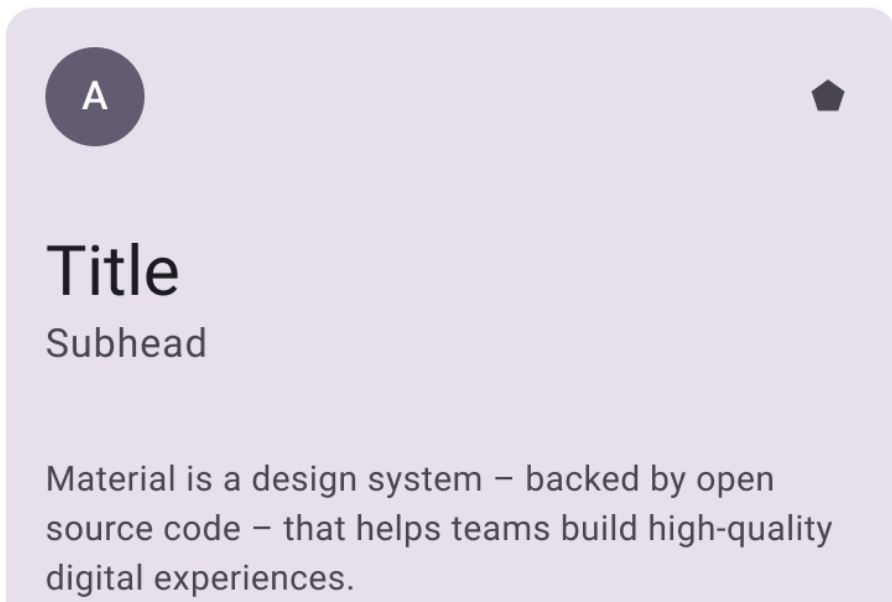 A
Title
Subhead
Material is a design system – backed by open
source code – that helps teams build high-quality
digital experiences.